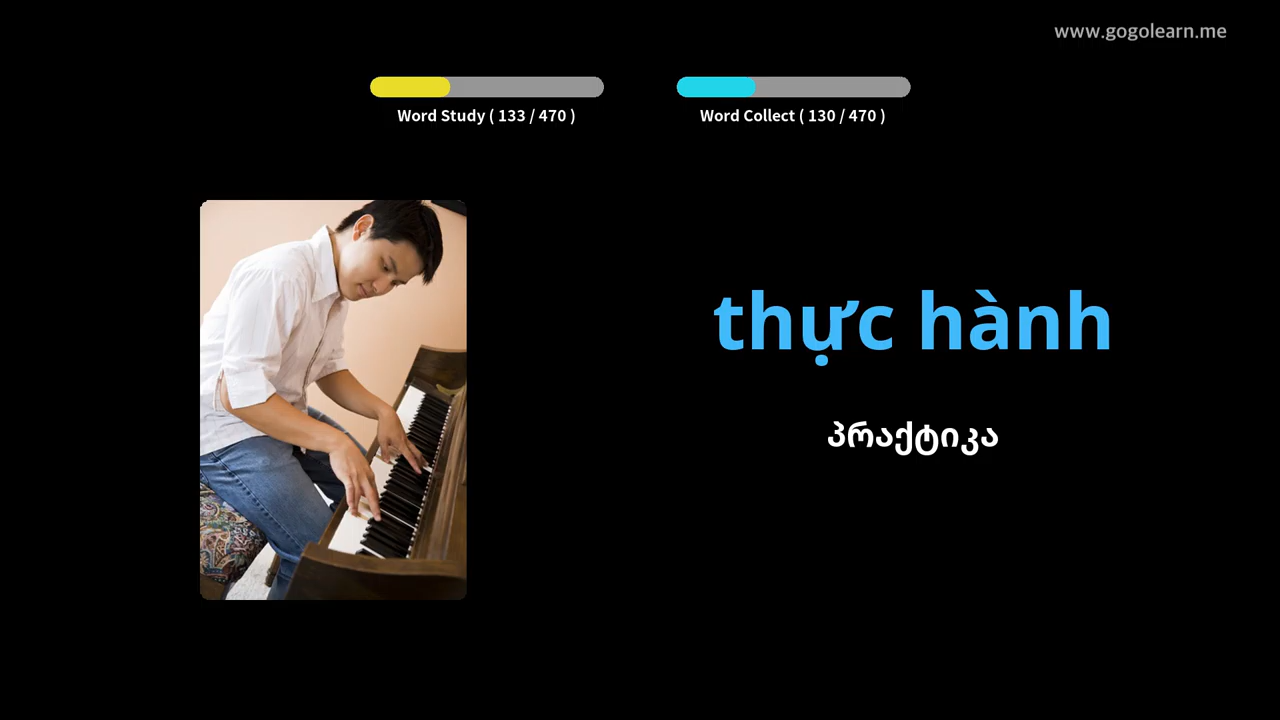 www.gogolearn.me
Word Study ( 133 / 470 )
Word Collect ( 130 / 470 )
thực hành
პრაქტიკა